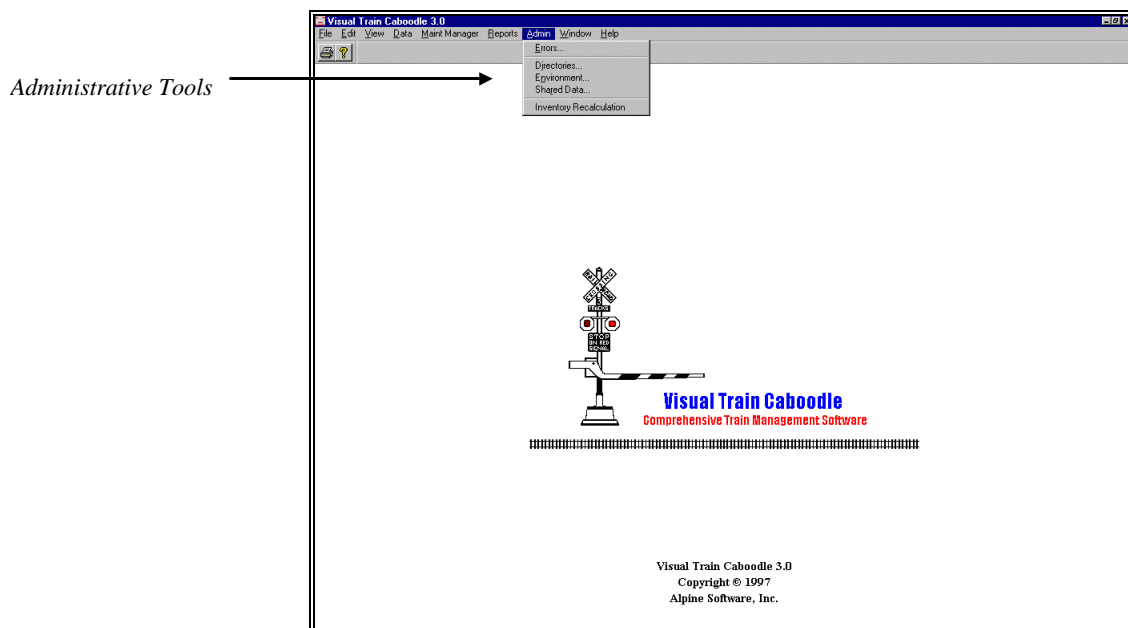 Visual Train Caboodle 3.0
File Edit View Data Maint Manager Reports Admin Window Help
Errors...
Directories...
Environment...
Shared Data...
Inventory Recalculation
Administrative Tools
TRACKS
STOP
ON RED
SIGNAL
Visual Train Caboodle
Comprehensive Train Management Software
Visual Train Caboodle 3.0
Copyright © 1997
Alpine Software, Inc.